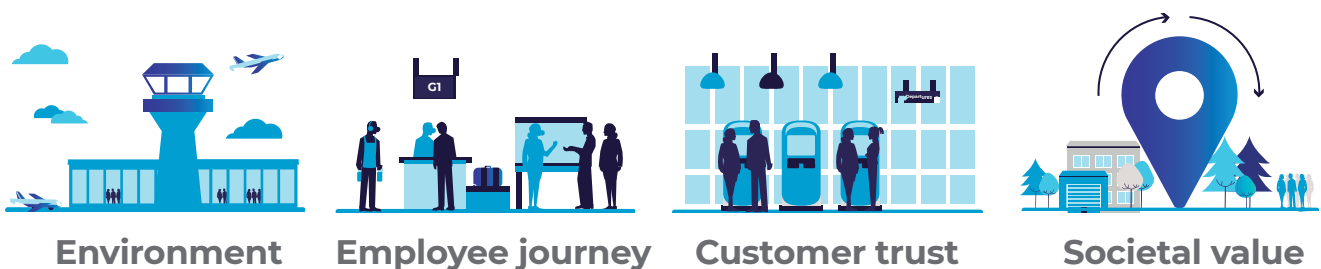 G1
Departures
Environment
Employee journey
Customer trust
Societal value